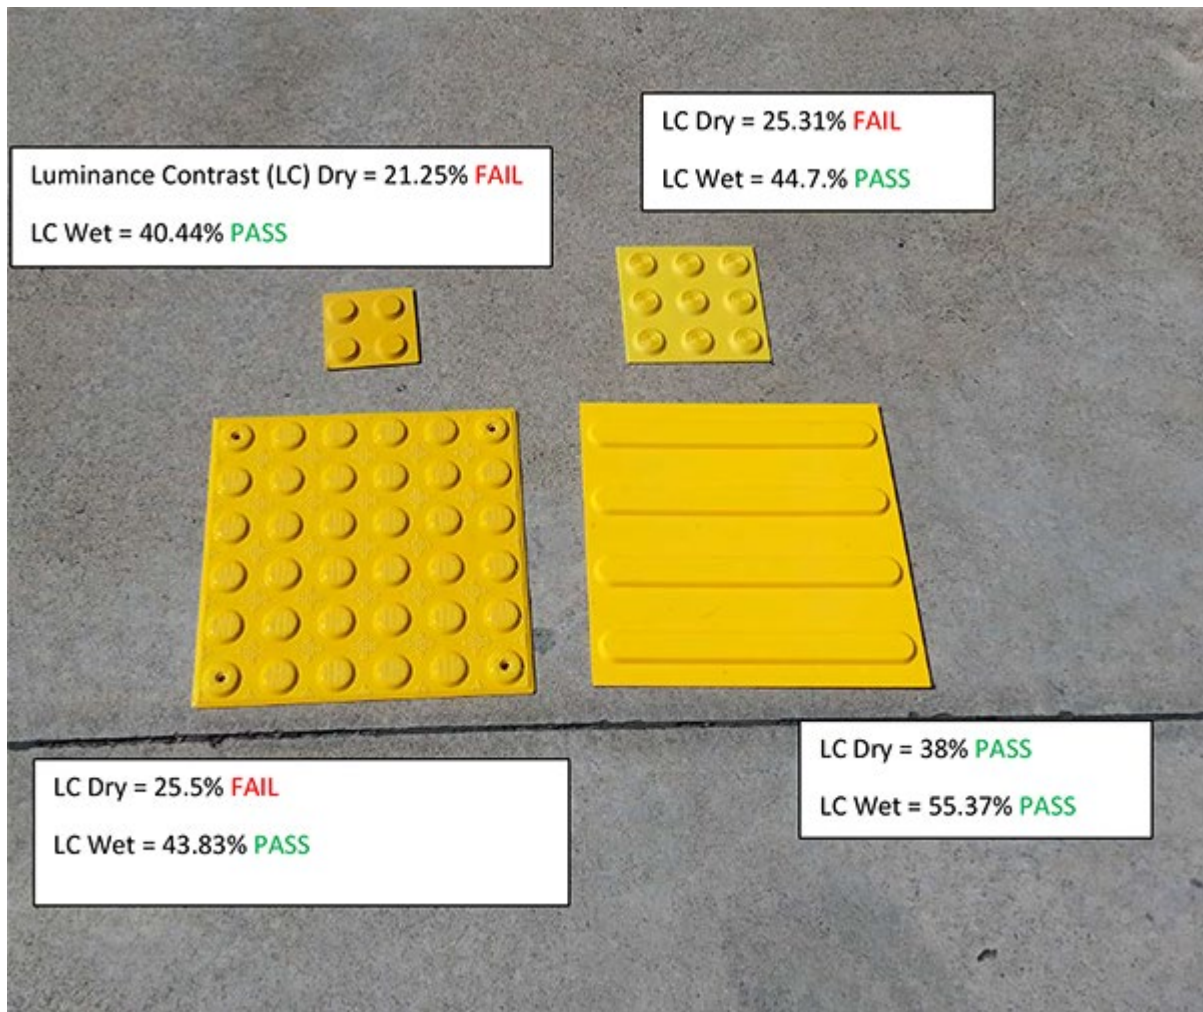 Luminance Contrast (LC) Dry = 21.25% FAIL
LC Wet = 40.44% PASS
LC Dry = 25.31% FAIL
LC Wet = 44.7.% PASS
LC Dry = 25.5% FAIL
LC Wet = 43.83% PASS
LC Dry = 38% PASS
LC Wet = 55.37% PASS